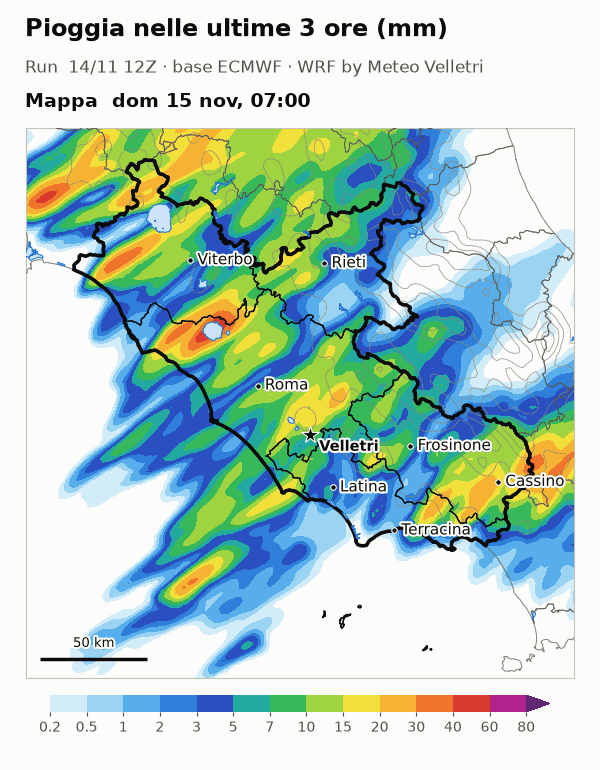 Pioggia nelle ultime 3 ore (mm)
Run  14/11 12Z · base ECMWF · WRF by Meteo Velletri
Mappa  dom 15 nov, 07:00
Viterbo
Rieti
Roma
Velletri
Frosinone
Latina
Cassino
Terracina
50 km
0.2 0.5 1 2 3 5 7 10 15 20 30 40 60 80